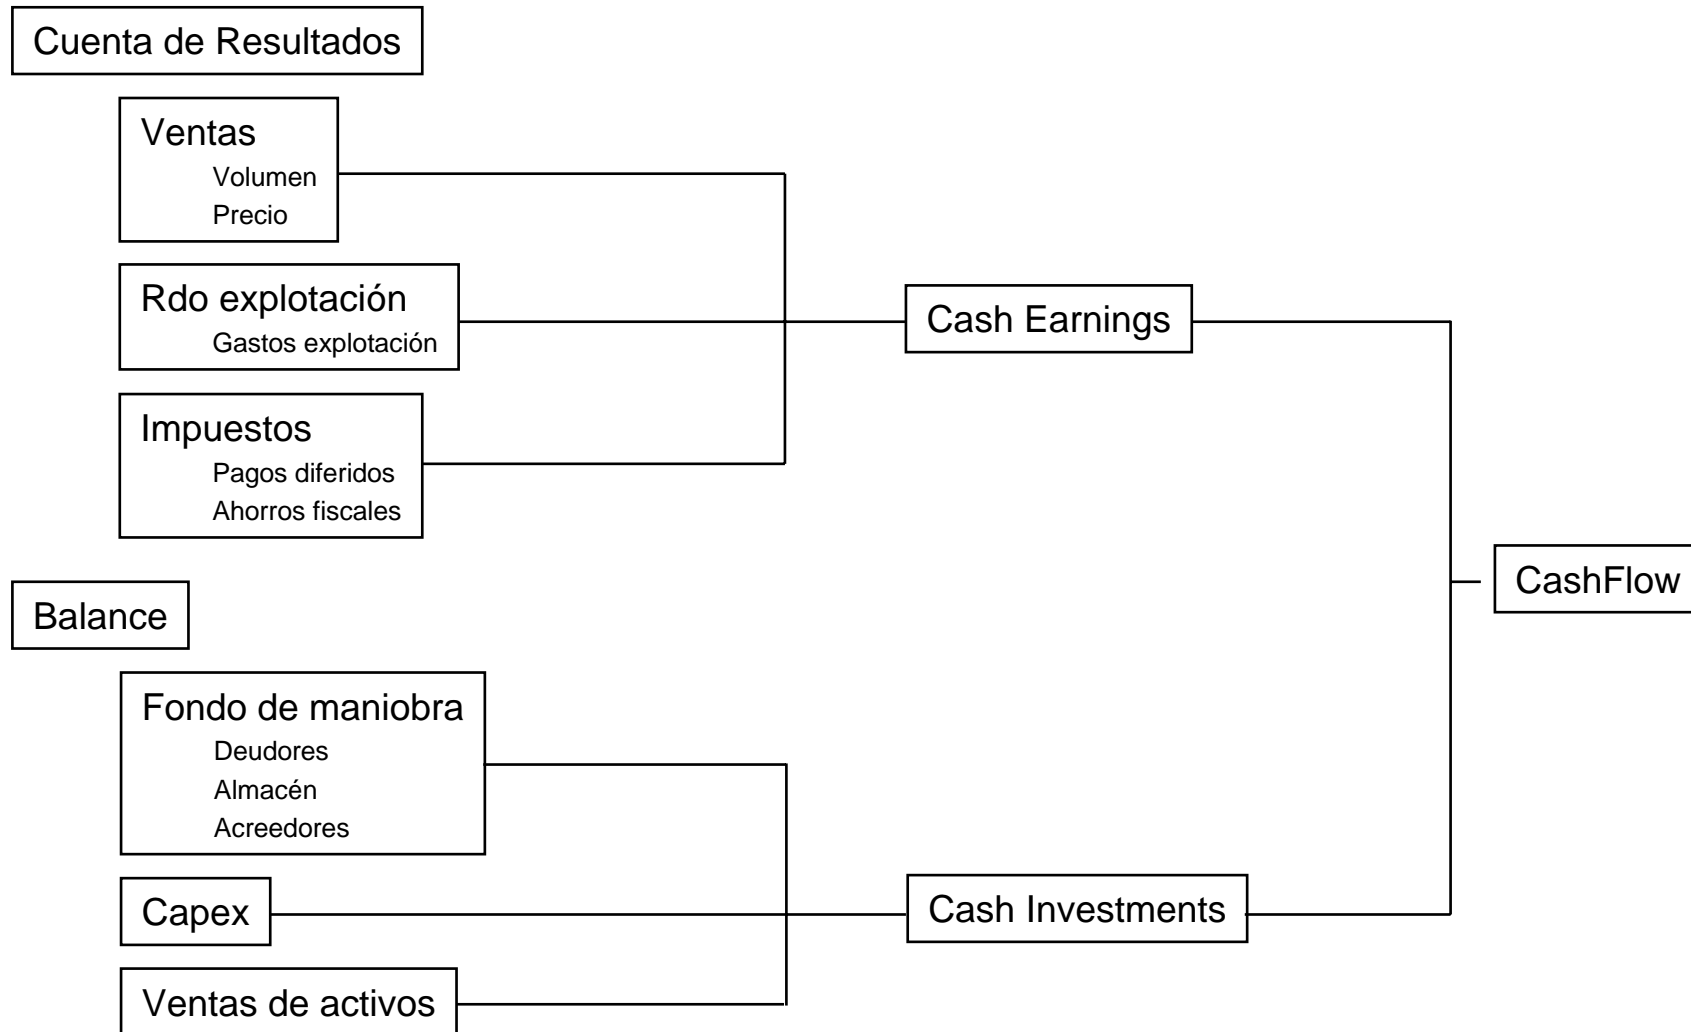 Cuenta de Resultados
Ventas
Volumen
Precio
Rdo explotación
Gastos explotación
Cash Earnings
Impuestos
Pagos diferidos
Ahorros fiscales
CashFlow
Balance
Fondo de maniobra
Deudores
Almacén
Acreedores
Capex
Cash Investments
Ventas de activos